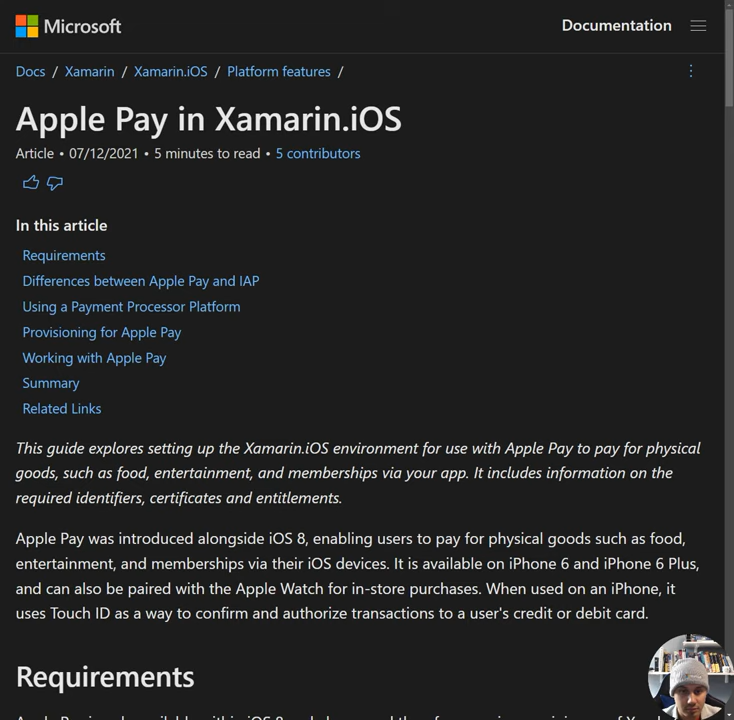 Microsoft
Documentation
Docs / Xamarin / Xamarin.iOS / Platform features /
Apple Pay in Xamarin.iOS
Article • 07/12/2021 • 5 minutes to read • 5 contributors
In this article
Requirements
Differences between Apple Pay and IAP
Using a Payment Processor Platform
Provisioning for Apple Pay
Working with Apple Pay
Summary
Related Links
This guide explores setting up the Xamarin.iOS environment for use with Apple Pay to pay for physical
goods, such as food, entertainment, and memberships via your app. It includes information on the
required identifiers, certificates and entitlements.
Apple Pay was introduced alongside iOS 8, enabling users to pay for physical goods such as food,
entertainment, and memberships via their iOS devices. It is available on iPhone 6 and iPhone 6 Plus,
and can also be paired with the Apple Watch for in-store purchases. When used on an iPhone, it
uses Touch ID as a way to confirm and authorize transactions to a user's credit or debit card.
Requirements